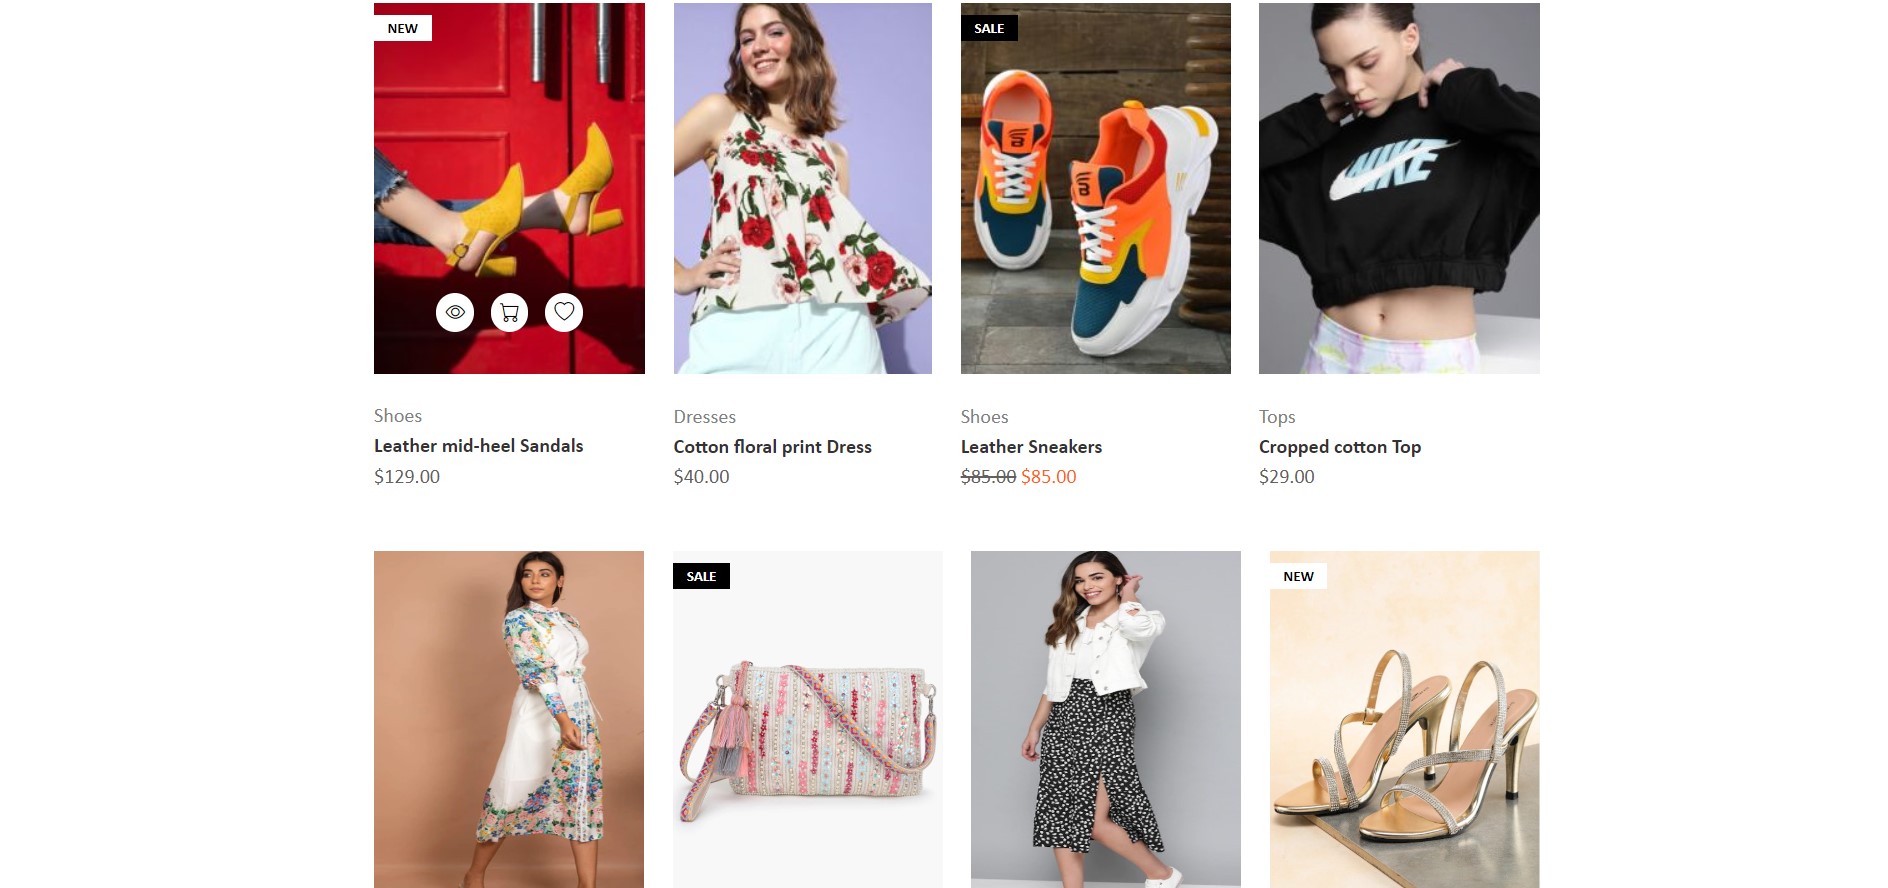 NEW
SALE
NIKE
Shoes
Leather mid-heel Sandals
$129.00
Dresses
Cotton floral print Dress
$40.00
Shoes
Leather Sneakers
$85.00 $85.00
Tops
Cropped cotton Top
$29.00
SALE
NEW